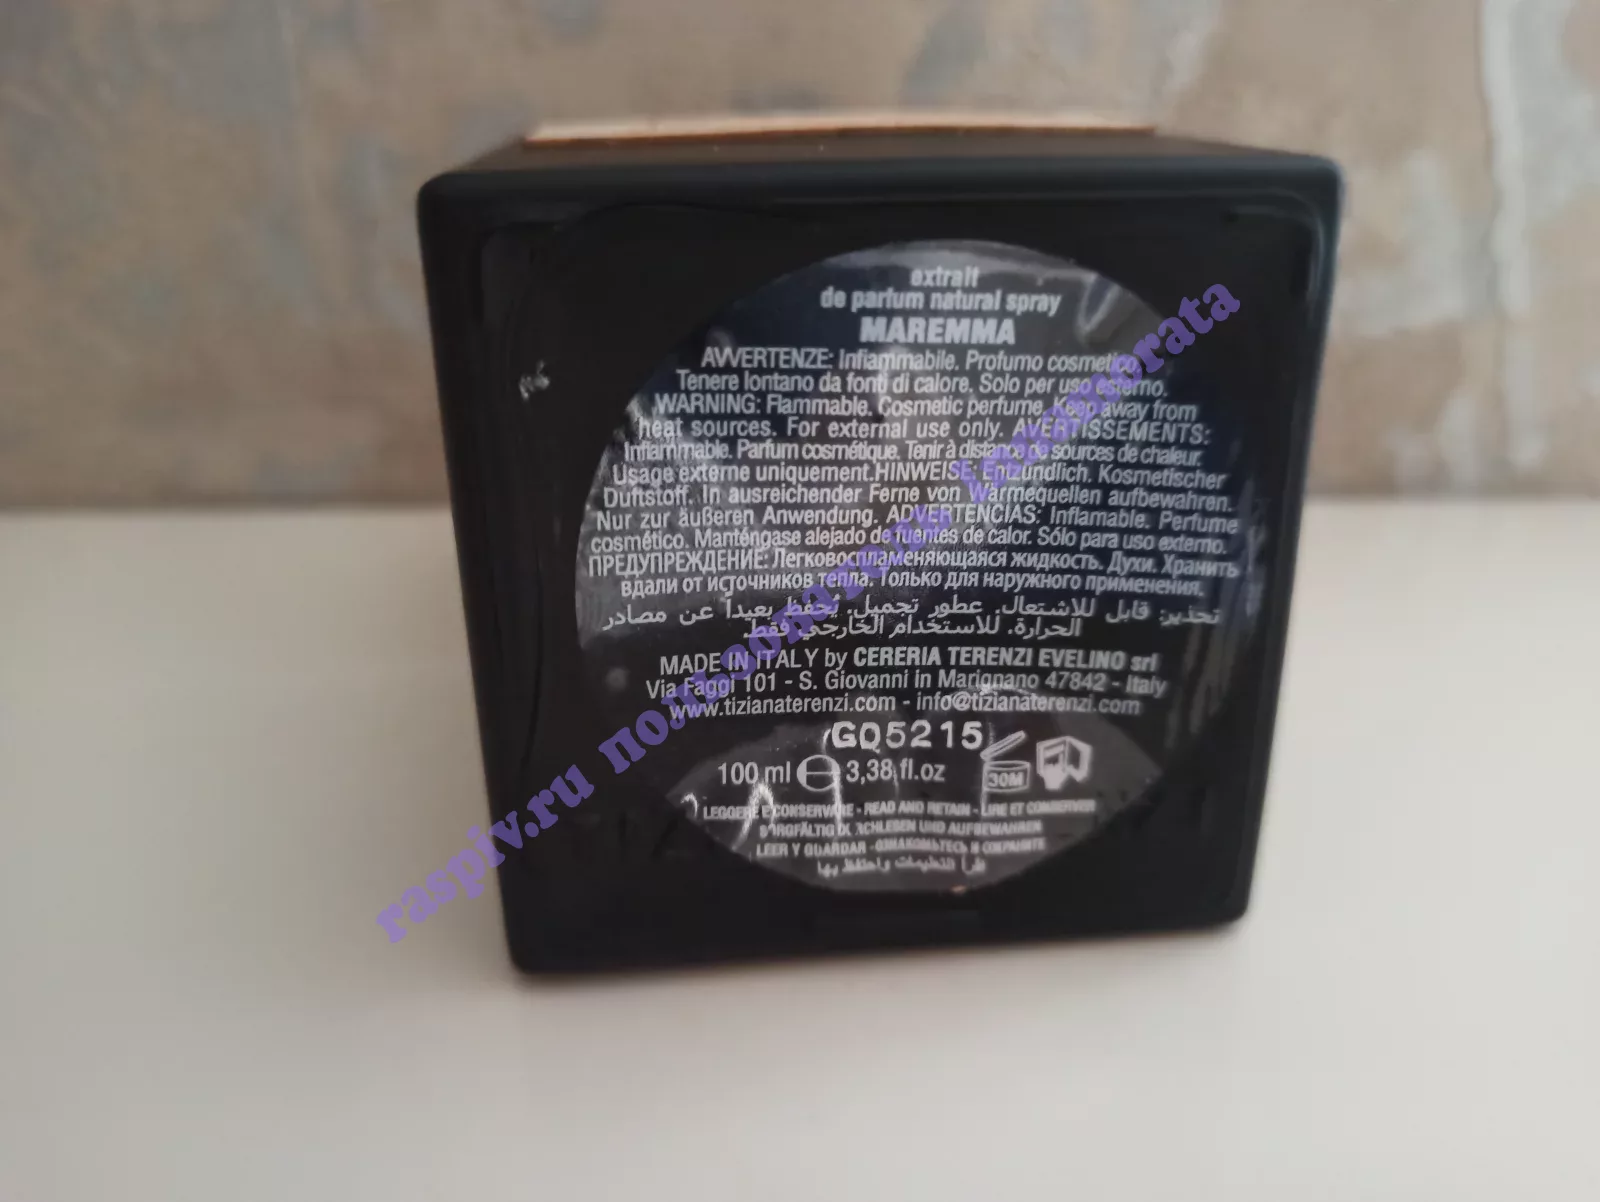 extrait
de parfum natural spray
MAREMMA
AVVERTENZE: Infiammabile. Profumo cosmetico.
Tenere lontano da fonti di calore. Solo per uso esterno.
WARNING: Flammable. Cosmetic perfume. Keep away from
heat sources. For external use only. AVERTISSEMENTS:
Inflammable. Parfum cosmétique. Tenir à distance de sources de chaleur.
Usage externe uniquement.HINWEISE: Entzündlich. Kosmetischer
Duftstoff. In ausreichender Ferne von Wärmequellen aufbewahren.
Nur zur äußeren Anwendung. ADVERTENCIAS: Inflamable. Perfume
cosmético. Manténgase alejado de fuentes de calor. Sólo para uso externo.
ПРЕДУПРЕЖДЕНИЕ: Легковоспламеняющаяся жидкость. Духи. Хранить
вдали от источников тепла. Только для наружного применения.
تحذير: قابل للاشتعال. عطور تجميل. يُحفظ بعيداً عن مصادر
الحرارة. للاستخدام الخارجي فقط.
MADE IN ITALY by CERERIA TERENZI EVELINO srl
Via Faggi 101 - S. Giovanni in Marignano 47842 - Italy
www.tizianaterenzi.com - info@tizianaterenzi.com
GQ5215
100 ml 3,38 fl.oz 30M
LEGGERE E CONSERVARE - READ AND RETAIN - LIRE ET CONSERVER
SORGFÄLTIG UND AUFBEWAHREN
LEER Y GUARDAR - ОЗНАКОМЬТЕСЬ И СОХРАНИТЕ
التعليمات واحتفظ بها
raspiv.ru пользователь Innamorata